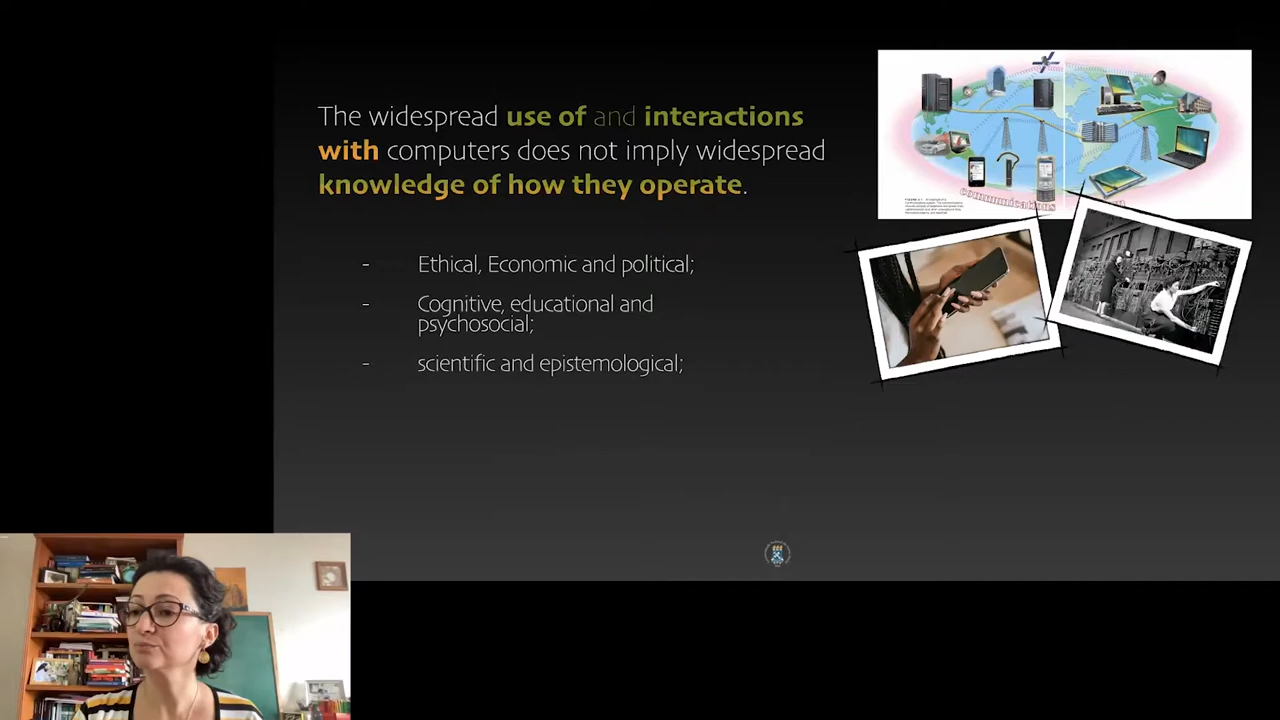 The widespread use of and interactions
with computers does not imply widespread
knowledge of how they operate.
- Ethical, Economic and political;
- Cognitive, educational and
psychosocial;
- scientific and epistemological;
communications